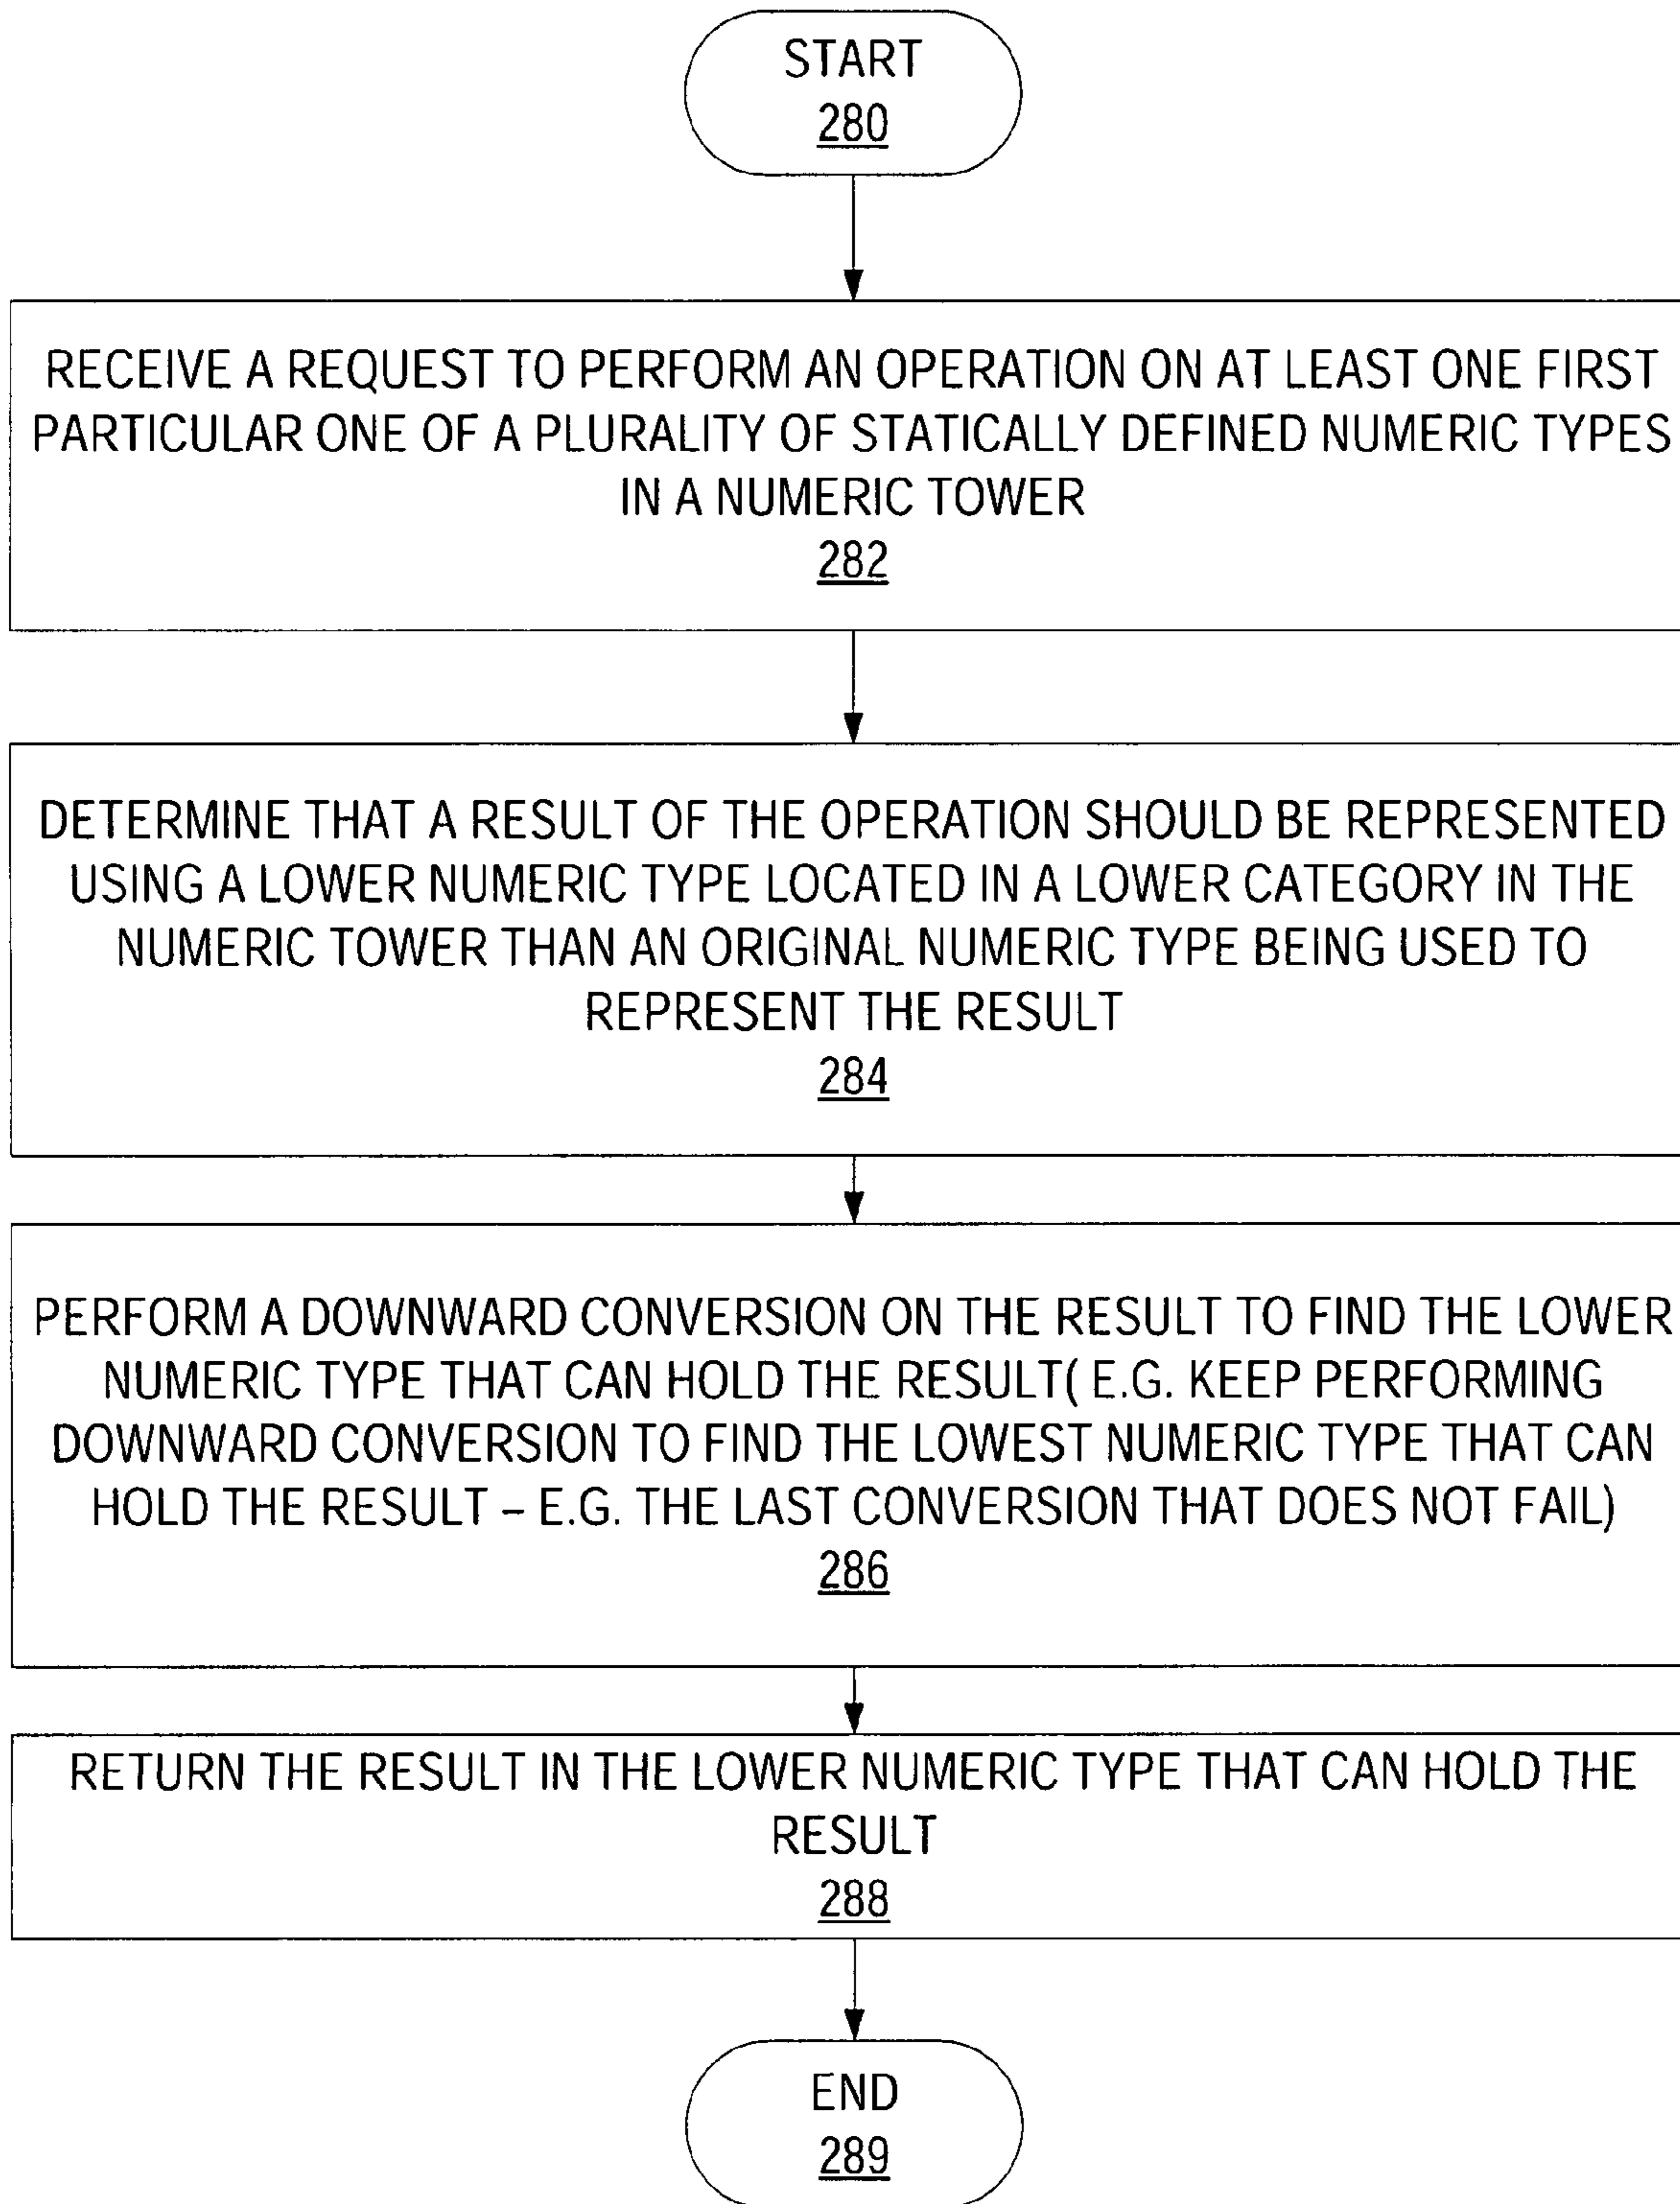 START
280
RECEIVE A REQUEST TO PERFORM AN OPERATION ON AT LEAST ONE FIRST
PARTICULAR ONE OF A PLURALITY OF STATICALLY DEFINED NUMERIC TYPES
IN A NUMERIC TOWER
282
DETERMINE THAT A RESULT OF THE OPERATION SHOULD BE REPRESENTED
USING A LOWER NUMERIC TYPE LOCATED IN A LOWER CATEGORY IN THE
NUMERIC TOWER THAN AN ORIGINAL NUMERIC TYPE BEING USED TO
REPRESENT THE RESULT
284
PERFORM A DOWNWARD CONVERSION ON THE RESULT TO FIND THE LOWER
NUMERIC TYPE THAT CAN HOLD THE RESULT( E.G. KEEP PERFORMING
DOWNWARD CONVERSION TO FIND THE LOWEST NUMERIC TYPE THAT CAN
HOLD THE RESULT – E.G. THE LAST CONVERSION THAT DOES NOT FAIL)
286
RETURN THE RESULT IN THE LOWER NUMERIC TYPE THAT CAN HOLD THE
RESULT
288
END
289